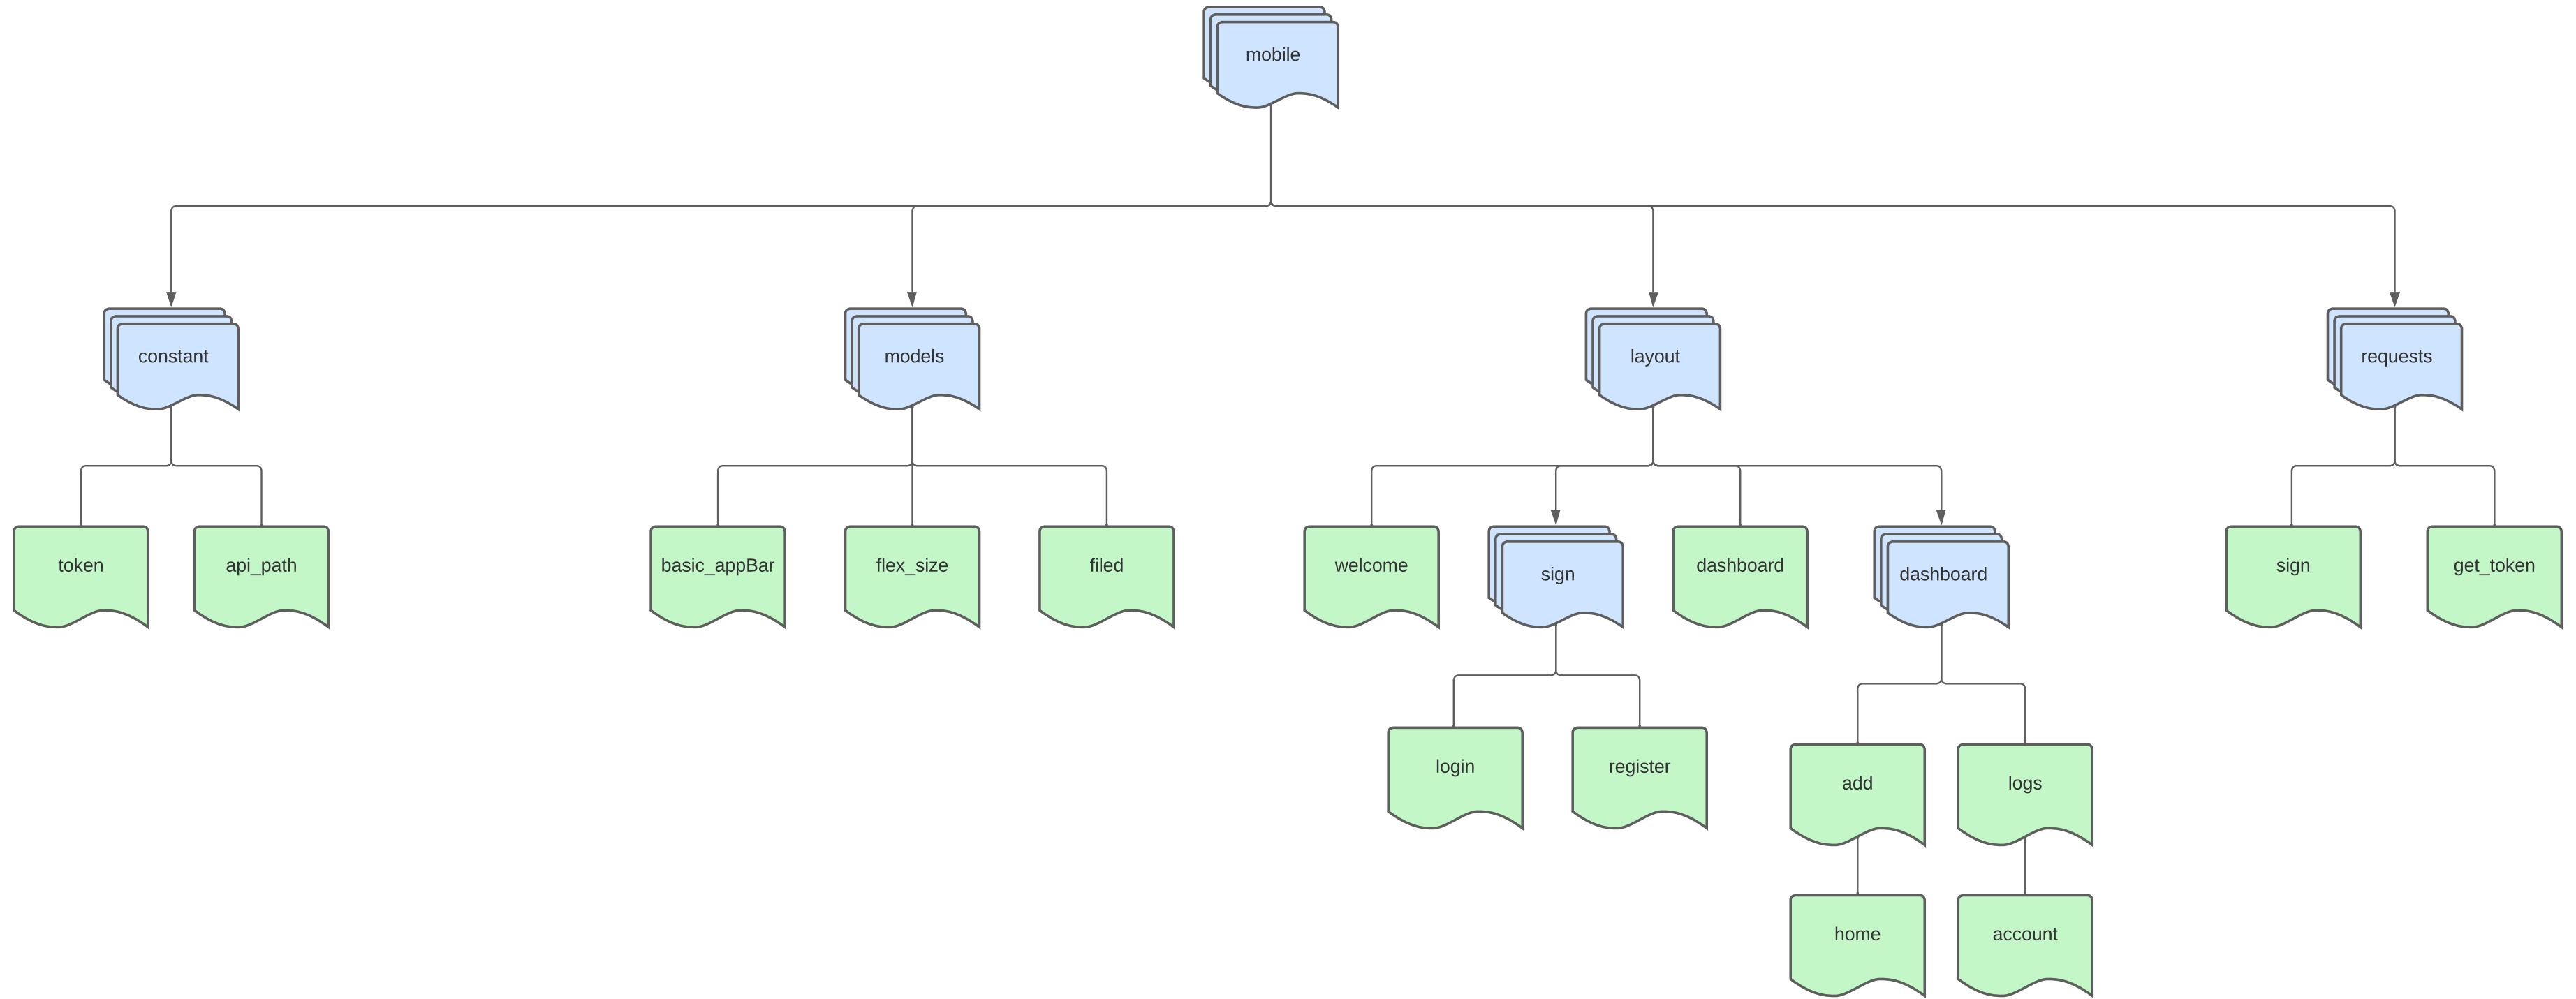 mobile
constant
models
layout
requests
token
api_path
basic_appBar
flex_size
filed
welcome
sign
dashboard
dashboard
sign
get_token
login
register
add
logs
home
account